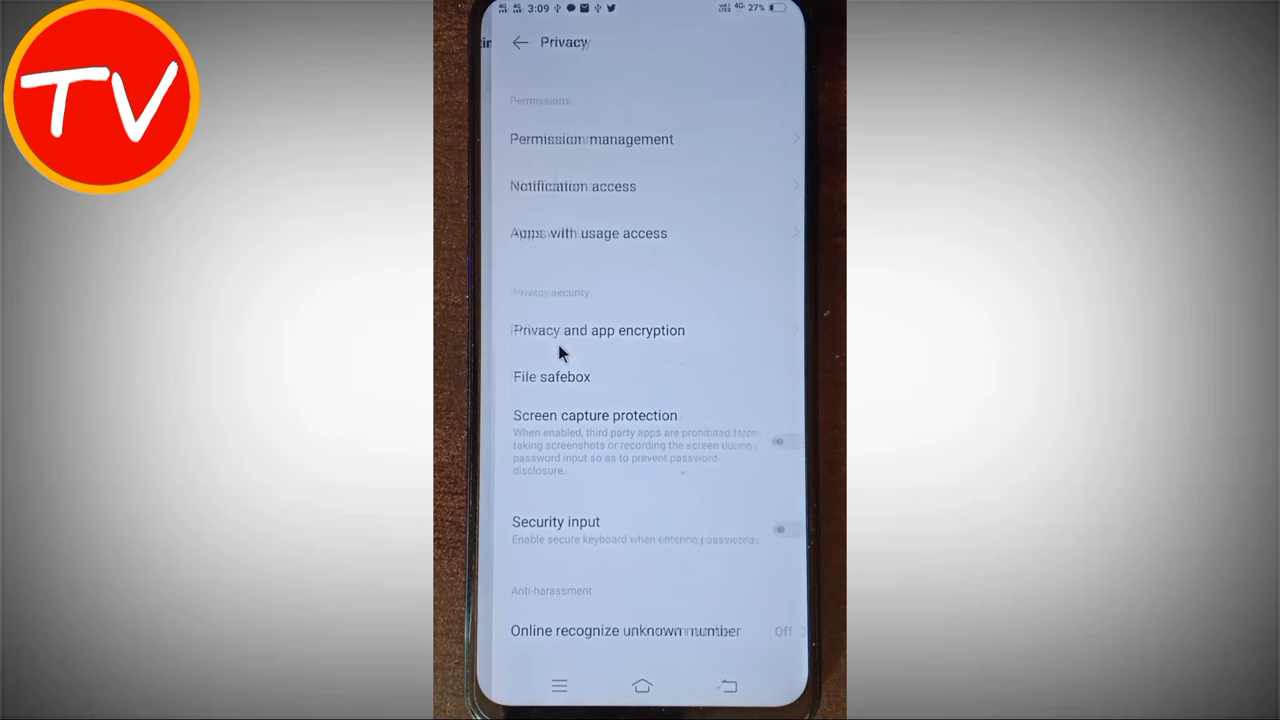 TV
3:09
4G 27%
Privacy
Permissions
Permission management
Notification access
Apps with usage access
Privacy security
Privacy and app encryption
File safebox
Screen capture protection
When enabled, third party apps are prohibited from
taking screenshots or recording the screen during
password input so as to prevent password
disclosure.
Security input
Enable secure keyboard when entering passwords
Anti-harassment
Online recognize unknown number
Off